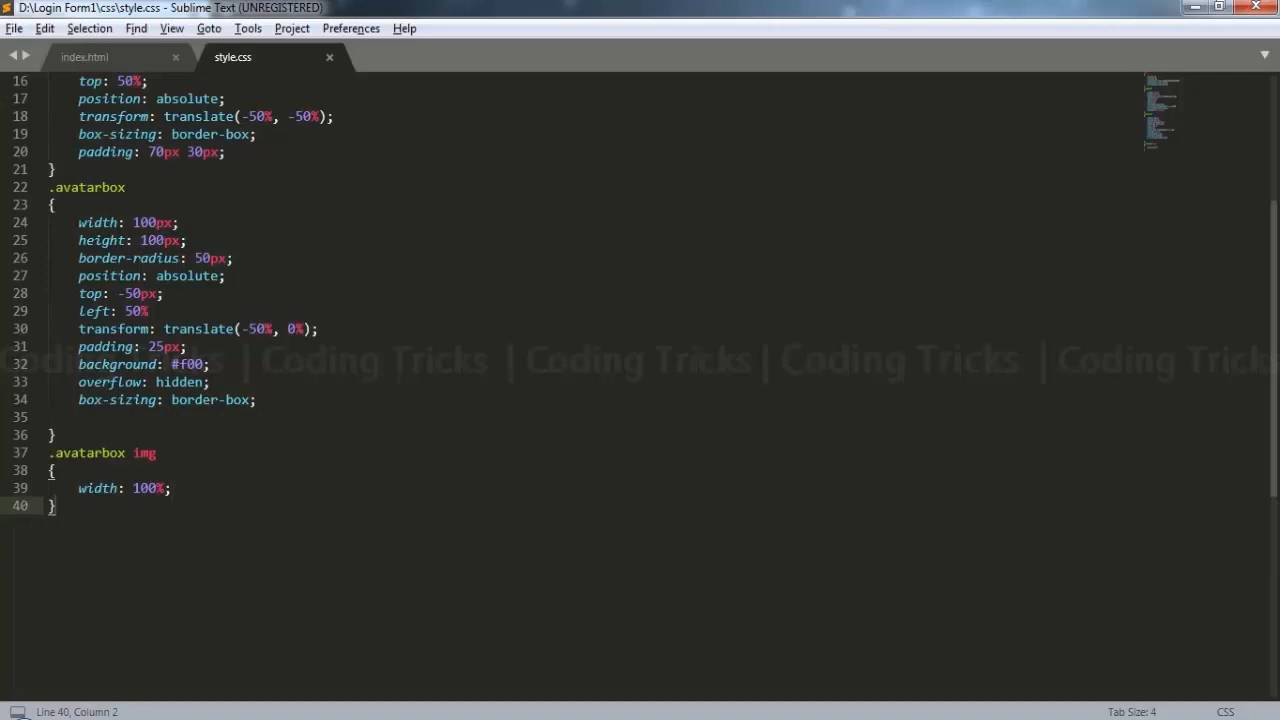 D:\Login Form1\css\style.css - Sublime Text (UNREGISTERED)
File Edit Selection Find View Goto Tools Project Preferences Help
index.html style.css
16 top: 50%;
17 position: absolute;
18 transform: translate(-50%, -50%);
19 box-sizing: border-box;
20 padding: 70px 30px;
21 }
22 .avatarbox
23 {
24 width: 100px;
25 height: 100px;
26 border-radius: 50px;
27 position: absolute;
28 top: -50px;
29 left: 50%
30 transform: translate(-50%, 0%);
31 padding: 25px;
32 background: #f00;
Coding Tricks | Coding Tricks | Coding Tricks | Coding Tricks | Coding Tricks
33 overflow: hidden;
34 box-sizing: border-box;
35
36 }
37 .avatarbox img
38 {
39 width: 100%;
40 }
Line 40, Column 2 Tab Size: 4 CSS